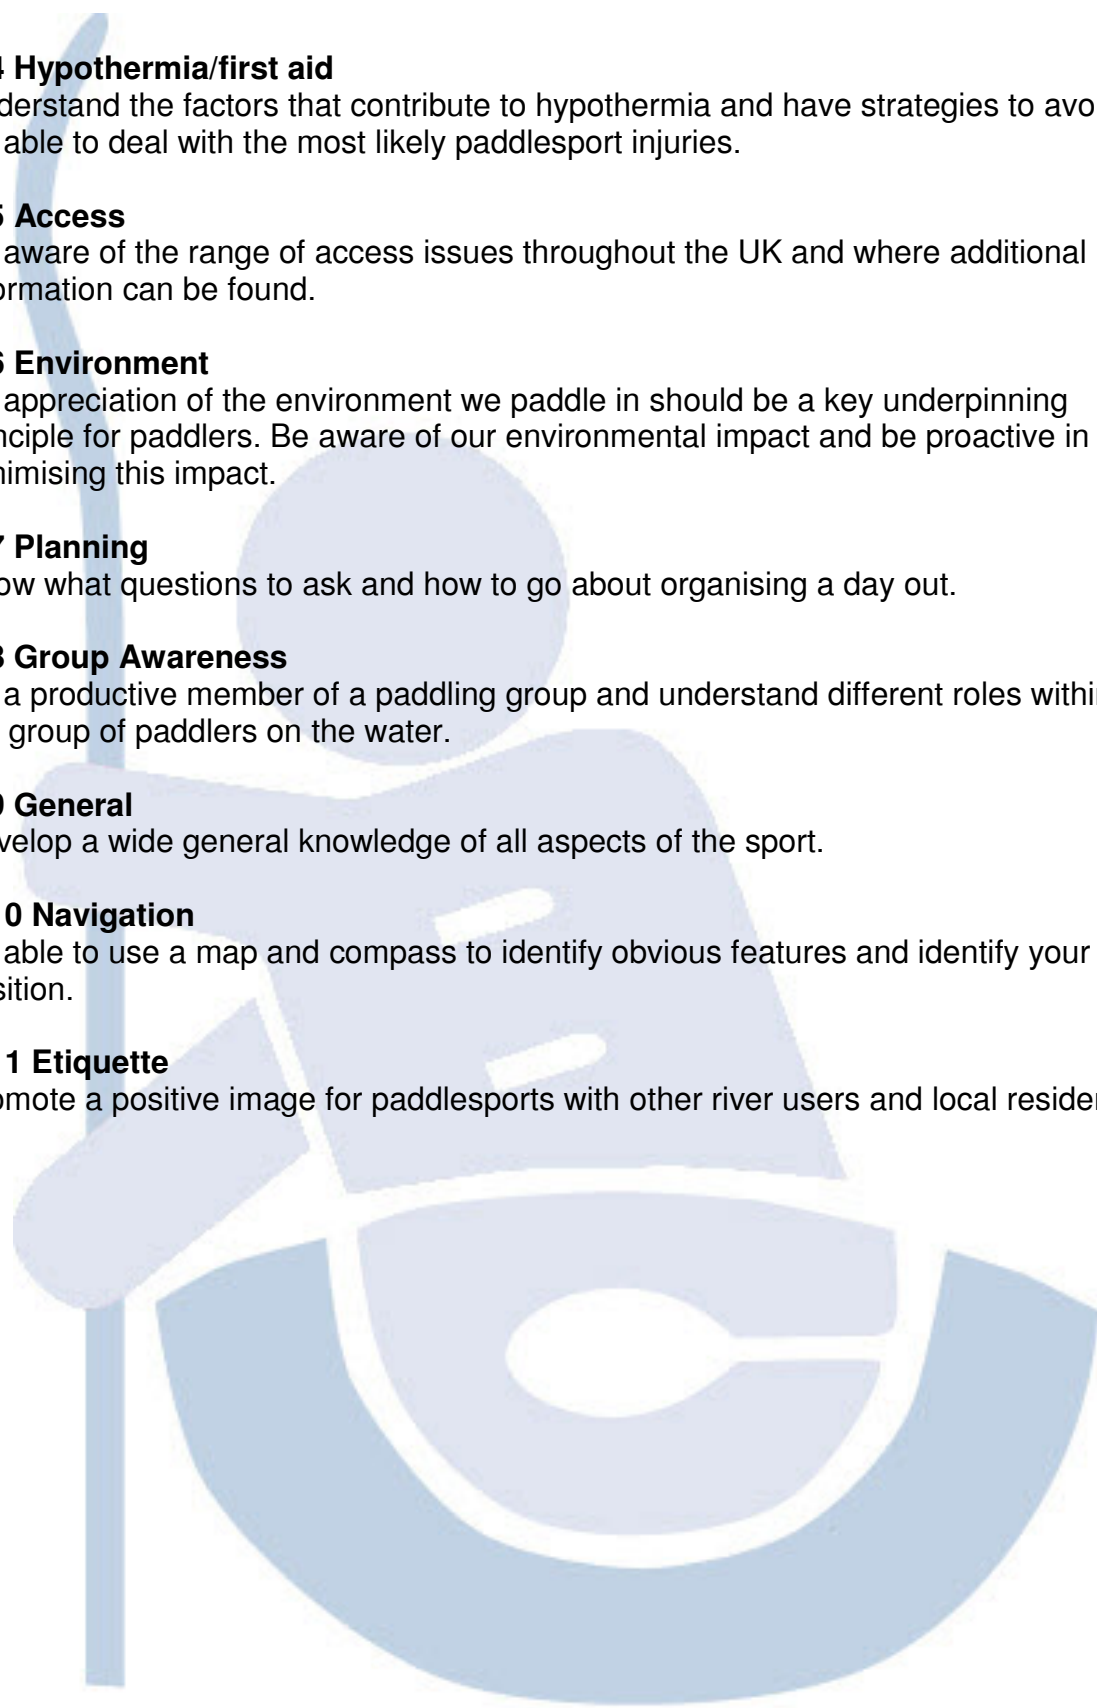 4 Hypothermia/first aid
derstand the factors that contribute to hypothermia and have strategies to avo
able to deal with the most likely paddlesport injuries.
5 Access
aware of the range of access issues throughout the UK and where additional
ormation can be found.
6 Environment
appreciation of the environment we paddle in should be a key underpinning
nciple for paddlers. Be aware of our environmental impact and be proactive in
nimising this impact.
7 Planning
ow what questions to ask and how to go about organising a day out.
8 Group Awareness
a productive member of a paddling group and understand different roles within
group of paddlers on the water.
9 General
velop a wide general knowledge of all aspects of the sport.
10 Navigation
able to use a map and compass to identify obvious features and identify your
sition.
11 Etiquette
omote a positive image for paddlesports with other river users and local reside